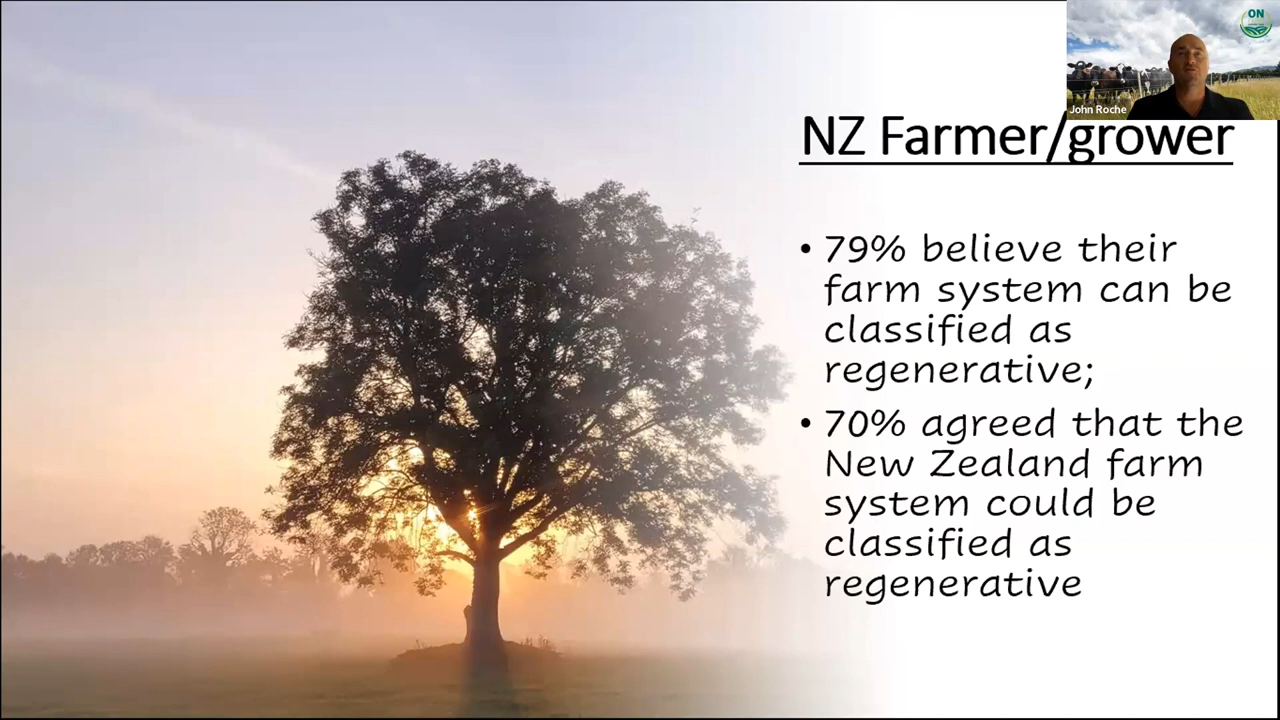 ON
John Roche
NZ Farmer/grower
• 79% believe their
farm system can be
classified as
regenerative;
• 70% agreed that the
New Zealand farm
system could be
classified as
regenerative